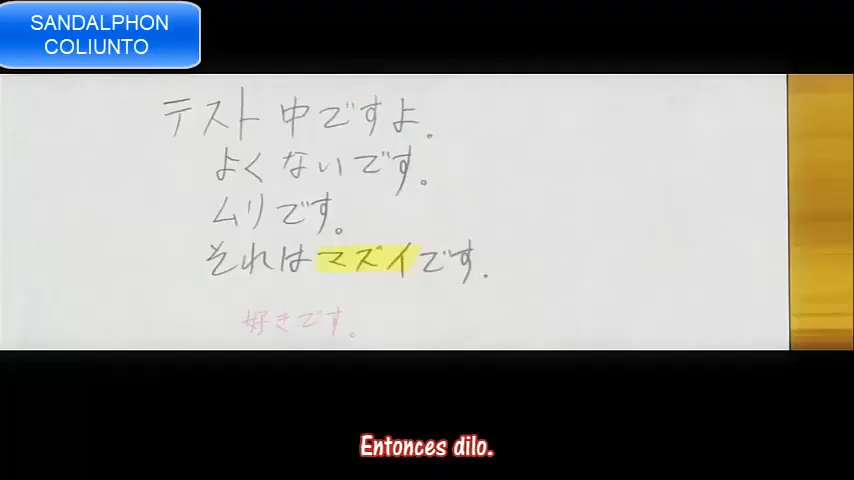 SANDALPHON
COLIUNTO
テスト中ですよ。
よくないです。
ムリです。
それはマズイです。
好きです。
Entonces dilo.